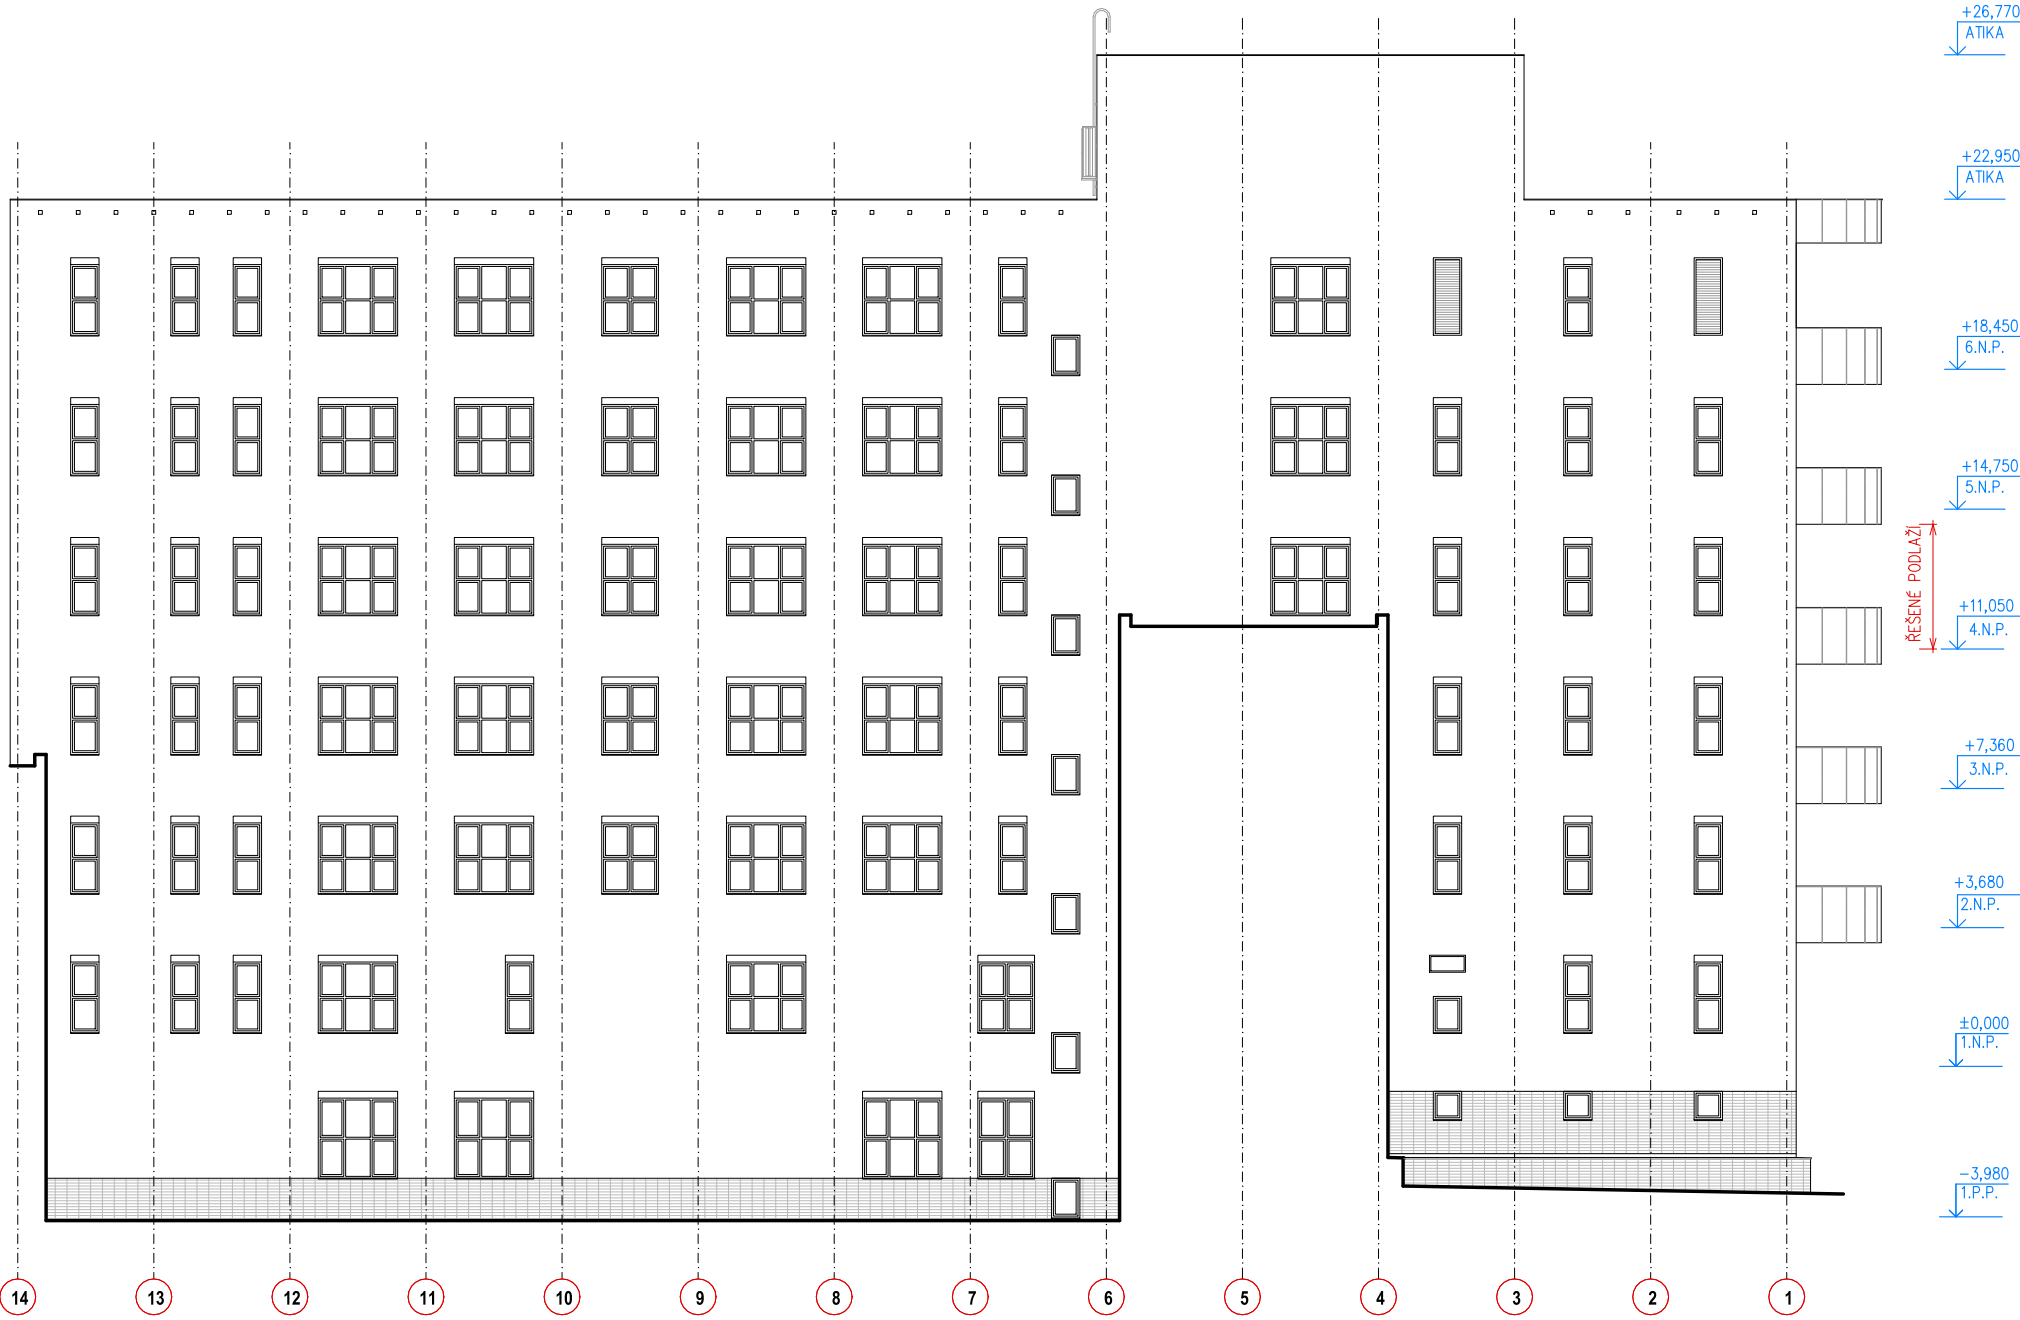 +26,770
ATIKA
+22,950
ATIKA
+18,450
6.N.P.
+14,750
5.N.P.
ŘEŠENÉ PODLAŽÍ
+11,050
4.N.P.
+7,360
3.N.P.
+3,680
2.N.P.
±0,000
1.N.P.
−3,980
1.P.P.
14 13 12 11 10 9 8 7 6 5 4 3 2 1